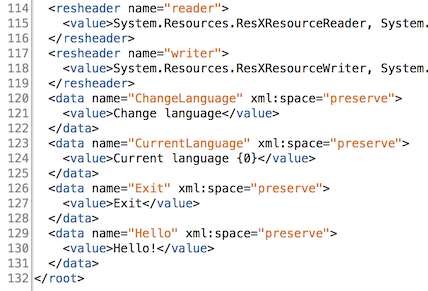 114 <resheader name="reader">
115 <value>System.Resources.ResXResourceReader, System.
116 </resheader>
117 <resheader name="writer">
118 <value>System.Resources.ResXResourceWriter, System.
119 </resheader>
120 <data name="ChangeLanguage" xml:space="preserve">
121 <value>Change language</value>
122 </data>
123 <data name="CurrentLanguage" xml:space="preserve">
124 <value>Current language {0}</value>
125 </data>
126 <data name="Exit" xml:space="preserve">
127 <value>Exit</value>
128 </data>
129 <data name="Hello" xml:space="preserve">
130 <value>Hello!</value>
131 </data>
132 </root>